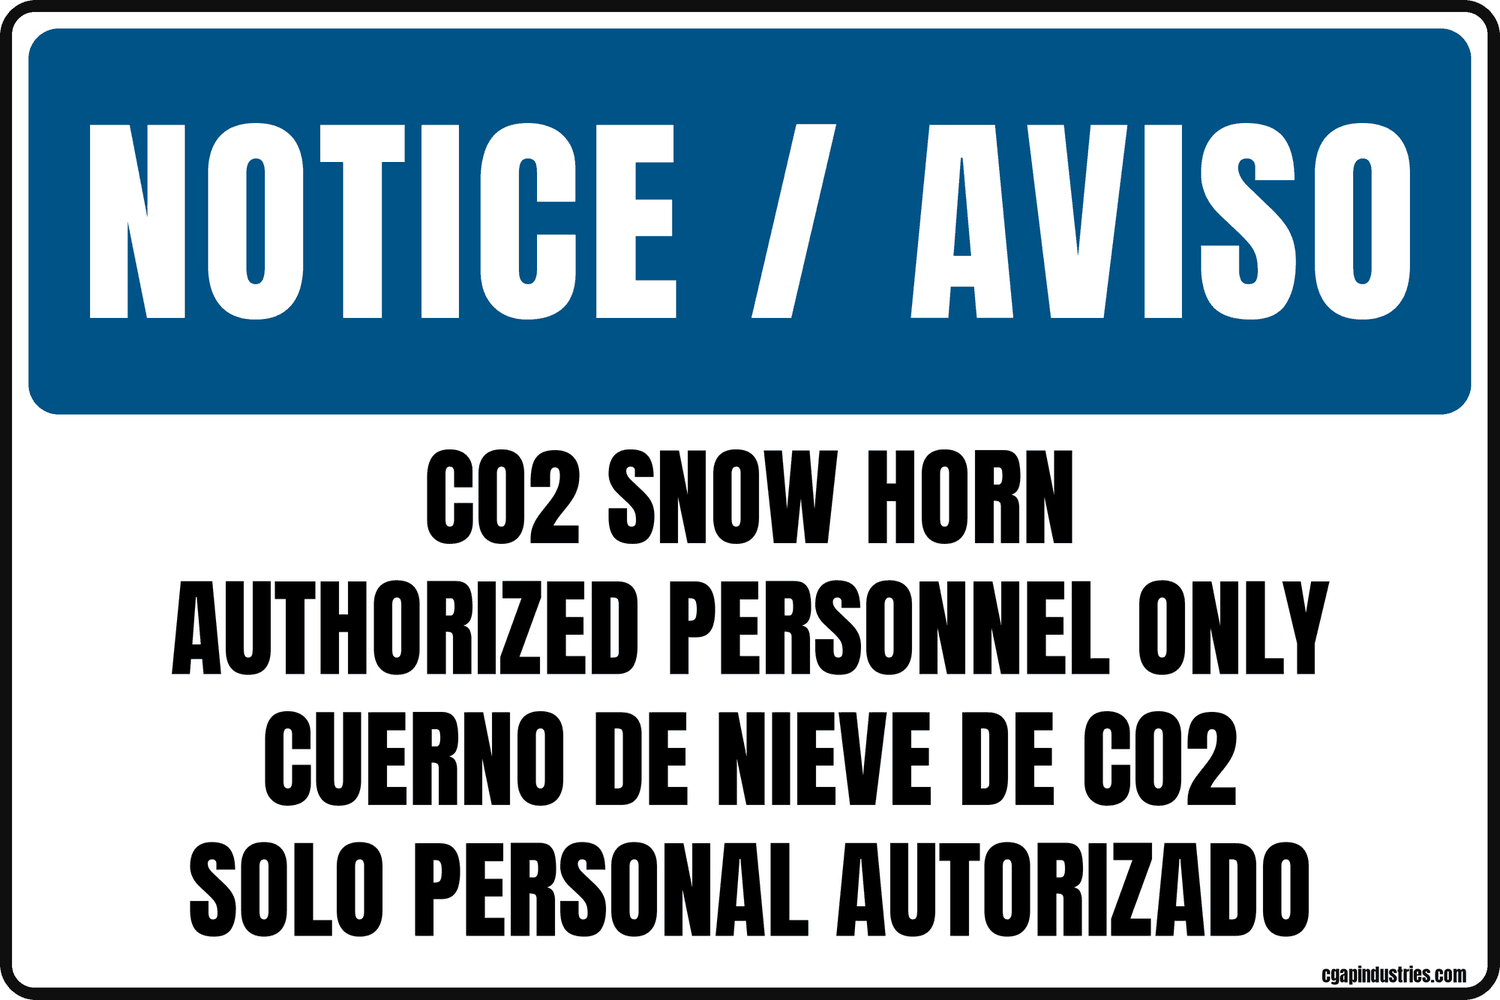 NOTICE / AVISO
CO2 SNOW HORN
AUTHORIZED PERSONNEL ONLY
CUERNO DE NIEVE DE CO2
SOLO PERSONAL AUTORIZADO
cgapindustries.com